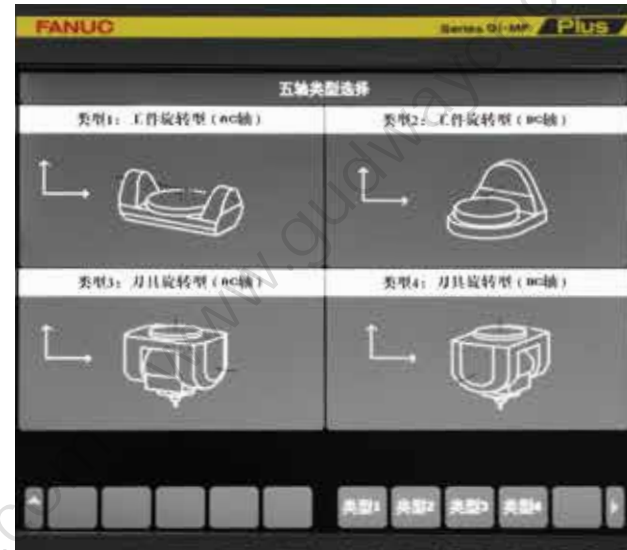 FANUC
Series 0i-MF Plus
五轴类型选择
类型1：工件旋转型（AC轴）
类型2：工件旋转型（BC轴）
类型3：刀具旋转型（AC轴）
类型4：刀具旋转型（BC轴）
类型1 类型2 类型3 类型4
www.gudwaycnc